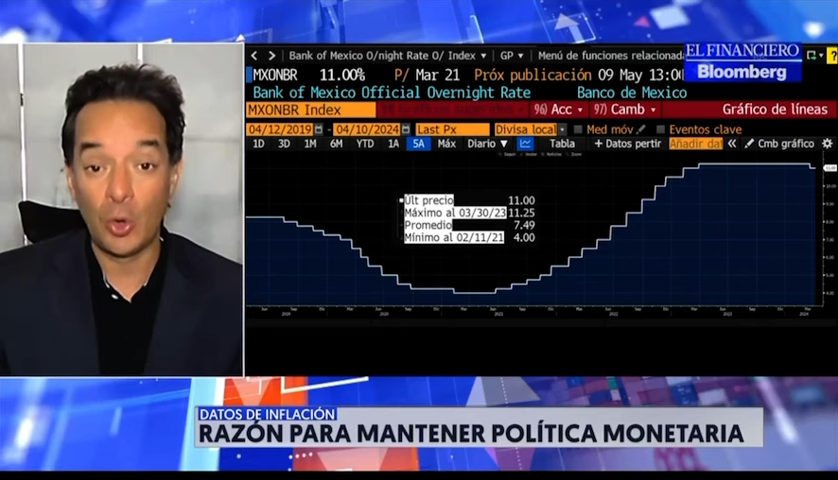 Bank of Mexico O/night Rate O/ Index GP Menú de funciones relacionada
EL FINANCIERO
Bloomberg
MXONBR 11.00% P/ Mar 21 Próx publicación 09 May 13:00
Bank of Mexico Official Overnight Rate Banco de Mexico
MXONBR Index 96) Acc 97) Camb Gráfico de líneas
04/12/2019 - 04/10/2024 Last Px Divisa local Med móv Eventos clave
1D 3D 1M 6M YTD 1A 5A Máx Diario Tabla + Datos pertir Añadir dat « Cmb gráfico
Últ precio 11.00
Máximo al 03/30/23 11.25
Promedio 7.49
Mínimo al 02/11/21 4.00
DATOS DE INFLACIÓN
RAZÓN PARA MANTENER POLÍTICA MONETARIA